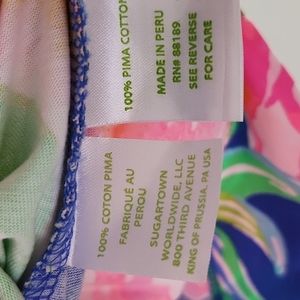 100% PIMA COTTON
MADE IN PERU
RN# 88189
SEE REVERSE
FOR CARE
100% COTON PIMA
FABRIQUÉ AU
PEROU
SUGARTOWN
WORLDWIDE, LLC
800 THIRD AVENUE
KING OF PRUSSIA, PA USA